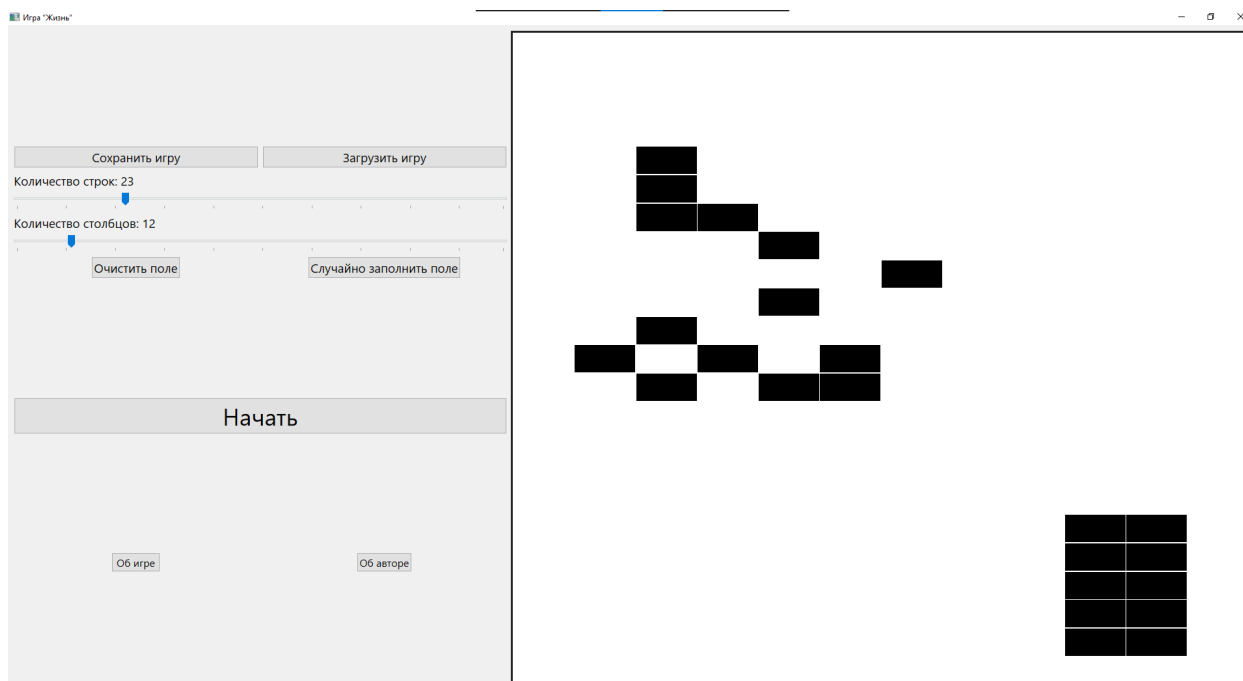 Игра "Жизнь"
Сохранить игру
Загрузить игру
Количество строк: 23
Количество столбцов: 12
Очистить поле
Случайно заполнить поле
Начать
Об игре
Об авторе